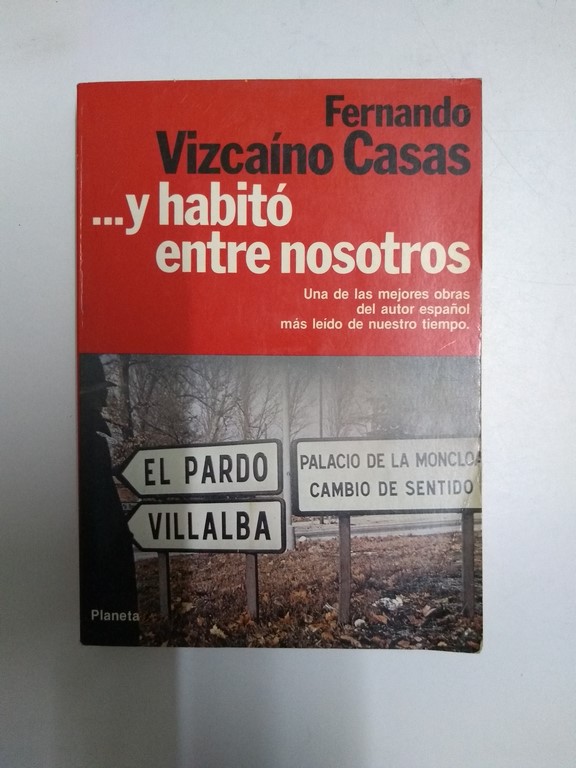 Fernando
Vizcaíno Casas
...y habitó
entre nosotros
Una de las mejores obras
del autor español
más leído de nuestro tiempo.
EL PARDO
VILLALBA
PALACIO DE LA MONCLOA
CAMBIO DE SENTIDO
Planeta